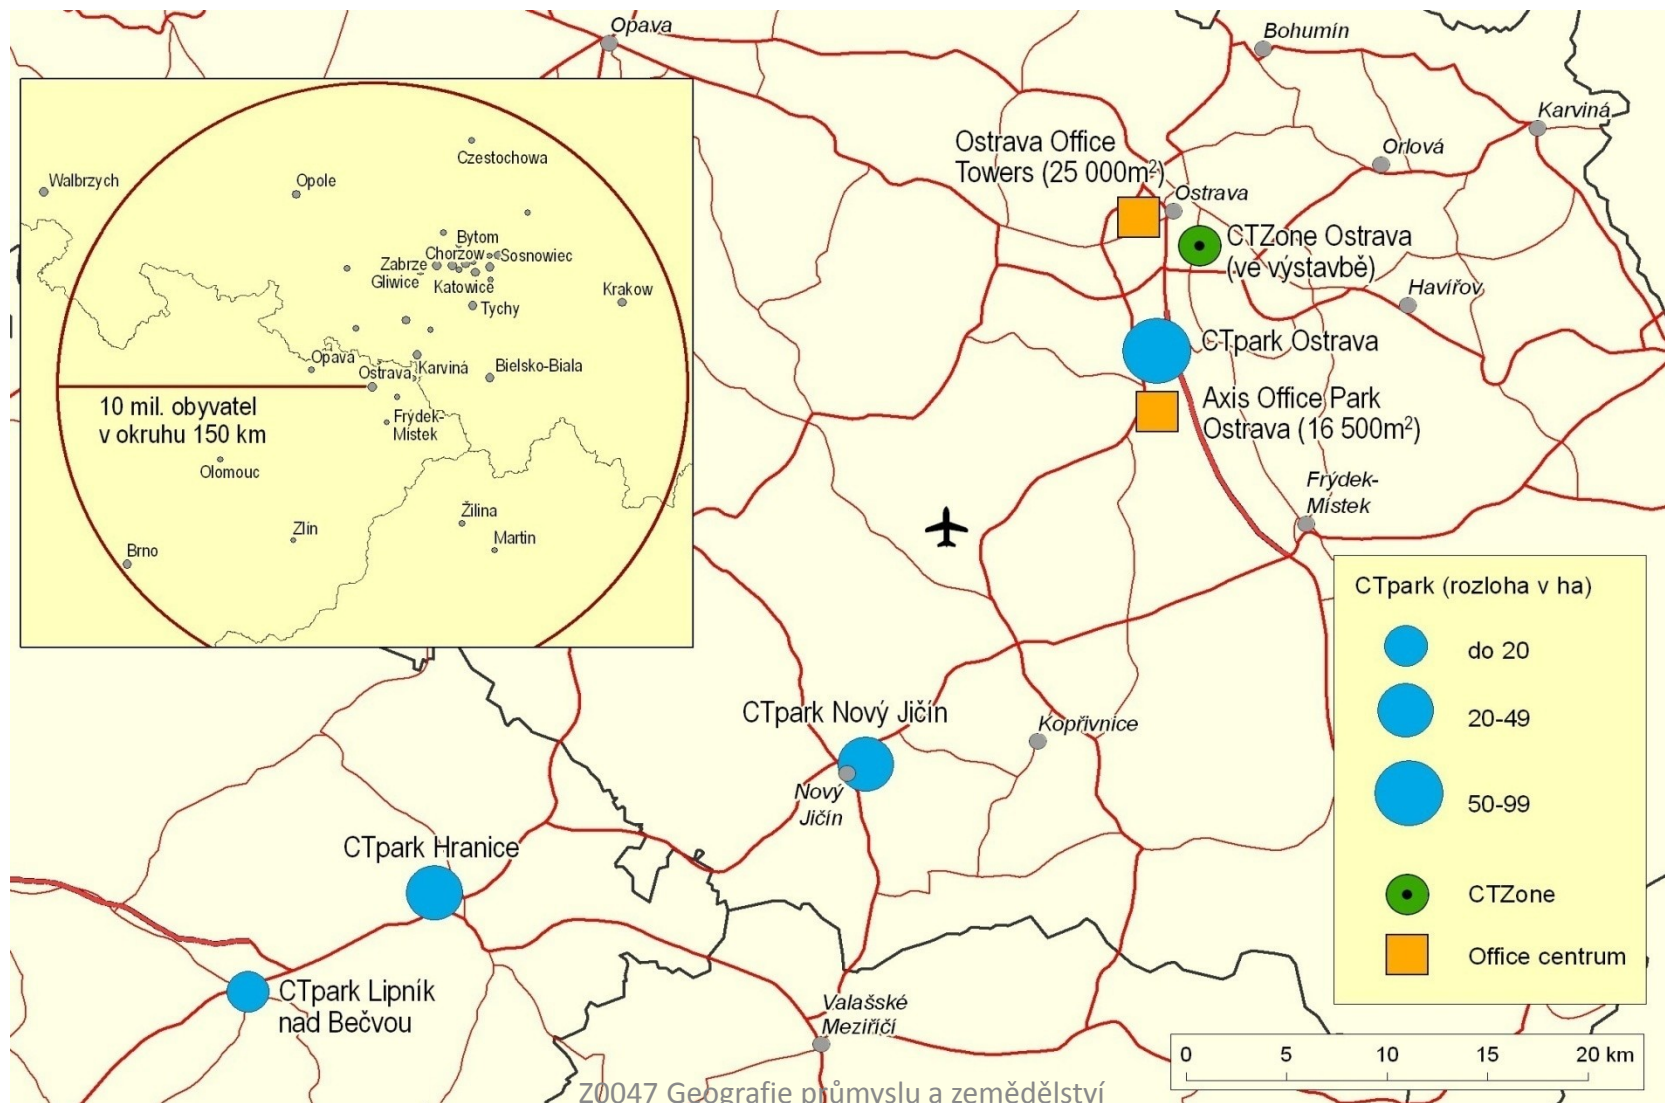 Opava
Bohumín
Karviná
Orlová
Ostrava Office
Towers (25 000m²)
Ostrava
CTZone Ostrava
(ve výstavbě)
Havířov
CTpark Ostrava
Axis Office Park
Ostrava (16 500m²)
Frýdek-
Místek
Czestochowa
Walbrzych
Opole
Bytom
Chorzow
Sosnowiec
Zabrze
Gliwice
Katowice
Krakow
Tychy
Opava
Ostrava
Karviná
Bielsko-Biala
10 mil. obyvatel
v okruhu 150 km
Frýdek-
Místek
Olomouc
Žilina
Zlin
Martin
Brno
CTpark Nový Jičín
Kopřivnice
Nový
Jičín
CTpark Hranice
CTpark Lipník
nad Bečvou
Valašské
Meziříčí
CTpark (rozloha v ha)
do 20
20-49
50-99
CTZone
Office centrum
0 5 10 15 20 km
Z0047 Geografie průmyslu a zemědělství